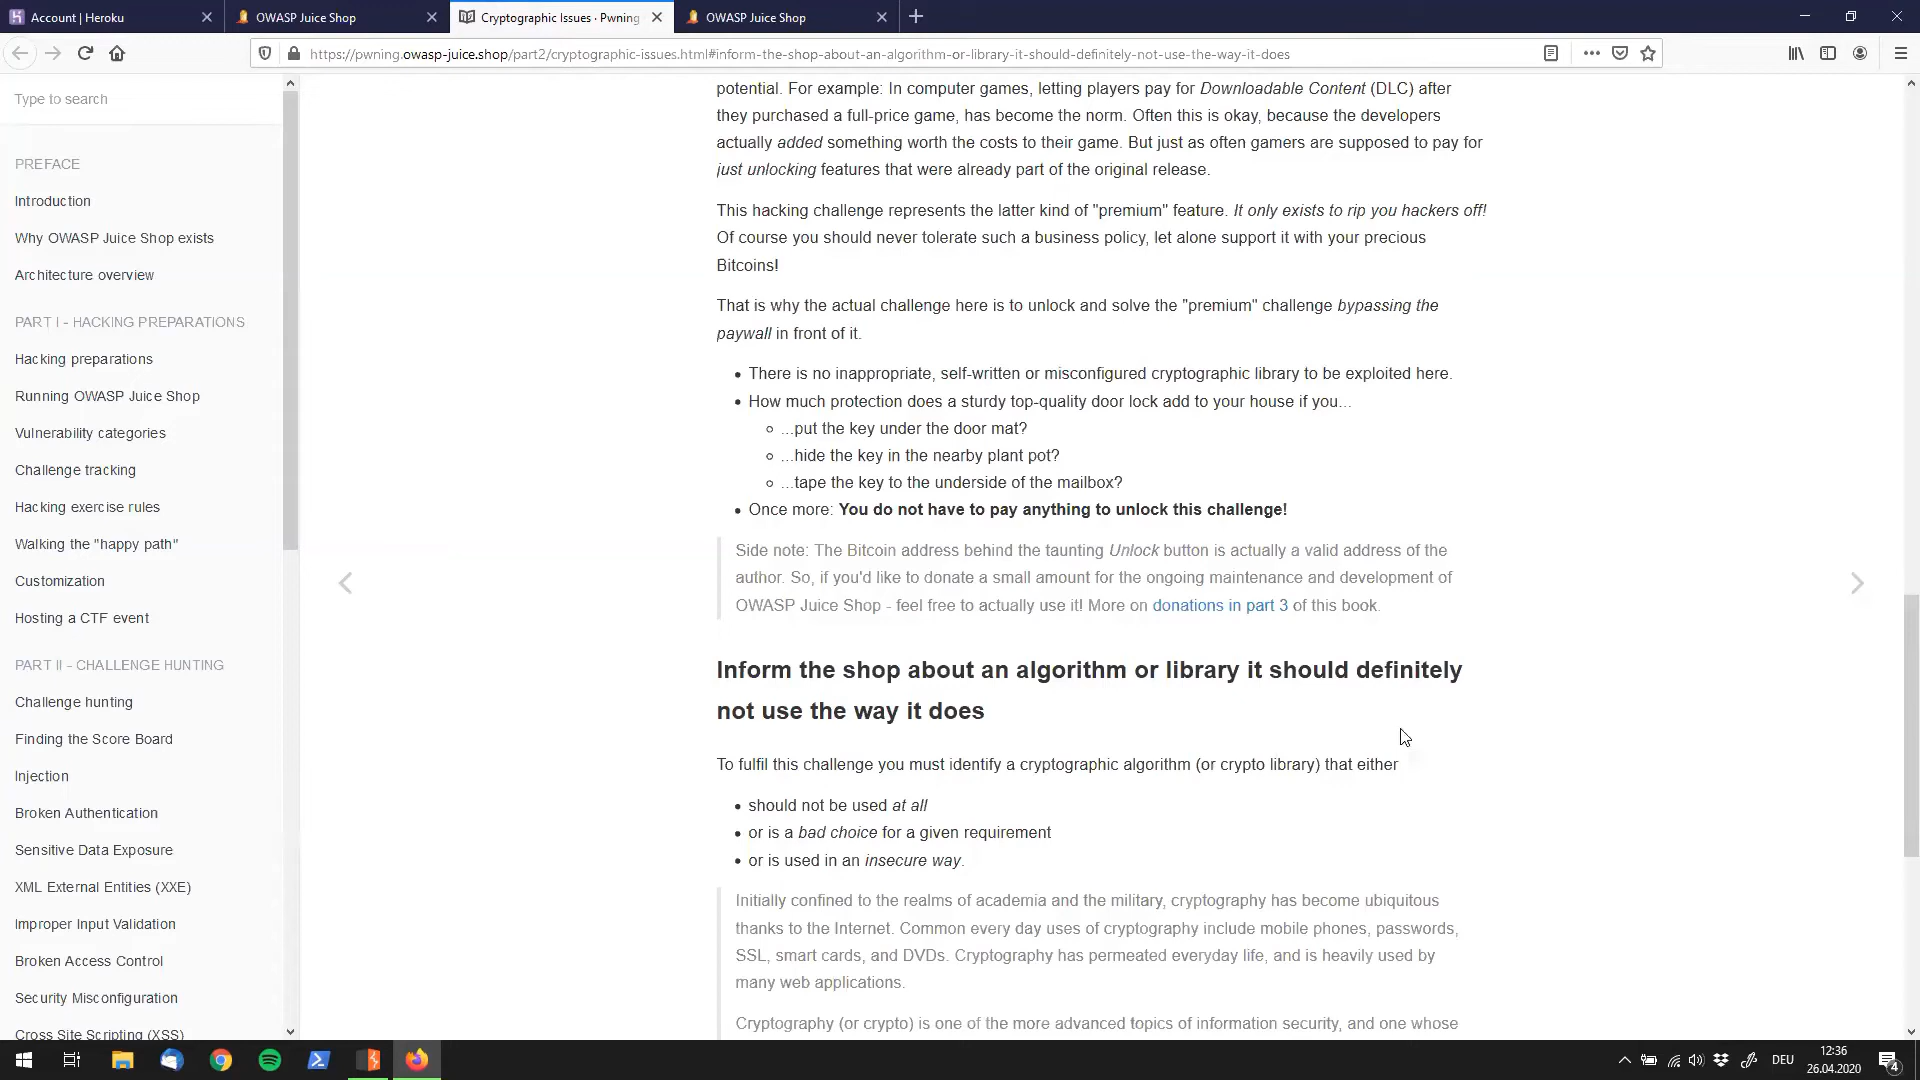 Account | Heroku
OWASP Juice Shop
Cryptographic Issues · Pwning
OWASP Juice Shop
https://pwning.owasp-juice.shop/part2/cryptographic-issues.html#inform-the-shop-about-an-algorithm-or-library-it-should-definitely-not-use-the-way-it-does
Type to search
PREFACE
Introduction
Why OWASP Juice Shop exists
Architecture overview
PART I - HACKING PREPARATIONS
Hacking preparations
Running OWASP Juice Shop
Vulnerability categories
Challenge tracking
Hacking exercise rules
Walking the "happy path"
Customization
Hosting a CTF event
PART II - CHALLENGE HUNTING
Challenge hunting
Finding the Score Board
Injection
Broken Authentication
Sensitive Data Exposure
XML External Entities (XXE)
Improper Input Validation
Broken Access Control
Security Misconfiguration
Cross Site Scripting (XSS)
potential. For example: In computer games, letting players pay for Downloadable Content (DLC) after
they purchased a full-price game, has become the norm. Often this is okay, because the developers
actually added something worth the costs to their game. But just as often gamers are supposed to pay for
just unlocking features that were already part of the original release.
This hacking challenge represents the latter kind of "premium" feature. It only exists to rip you hackers off!
Of course you should never tolerate such a business policy, let alone support it with your precious
Bitcoins!
That is why the actual challenge here is to unlock and solve the "premium" challenge bypassing the
paywall in front of it.
• There is no inappropriate, self-written or misconfigured cryptographic library to be exploited here.
• How much protection does a sturdy top-quality door lock add to your house if you...
...put the key under the door mat?
...hide the key in the nearby plant pot?
...tape the key to the underside of the mailbox?
• Once more: You do not have to pay anything to unlock this challenge!
Side note: The Bitcoin address behind the taunting Unlock button is actually a valid address of the
author. So, if you'd like to donate a small amount for the ongoing maintenance and development of
OWASP Juice Shop - feel free to actually use it! More on donations in part 3 of this book.
Inform the shop about an algorithm or library it should definitely
not use the way it does
To fulfil this challenge you must identify a cryptographic algorithm (or crypto library) that either
• should not be used at all
• or is a bad choice for a given requirement
• or is used in an insecure way.
Initially confined to the realms of academia and the military, cryptography has become ubiquitous
thanks to the Internet. Common every day uses of cryptography include mobile phones, passwords,
SSL, smart cards, and DVDs. Cryptography has permeated everyday life, and is heavily used by
many web applications.
Cryptography (or crypto) is one of the more advanced topics of information security, and one whose
DEU
12:36
26.04.2020
4